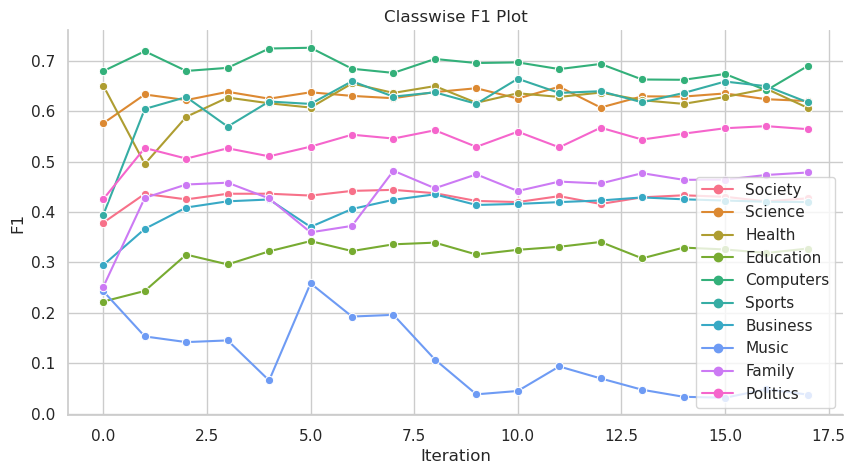 Classwise F1 Plot
0.7
0.6
0.5
0.4
0.3
0.2
0.1
0.0
F1
Society
Science
Health
Education
Computers
Sports
Business
Music
Family
Politics
0.0 2.5 5.0 7.5 10.0 12.5 15.0 17.5
Iteration